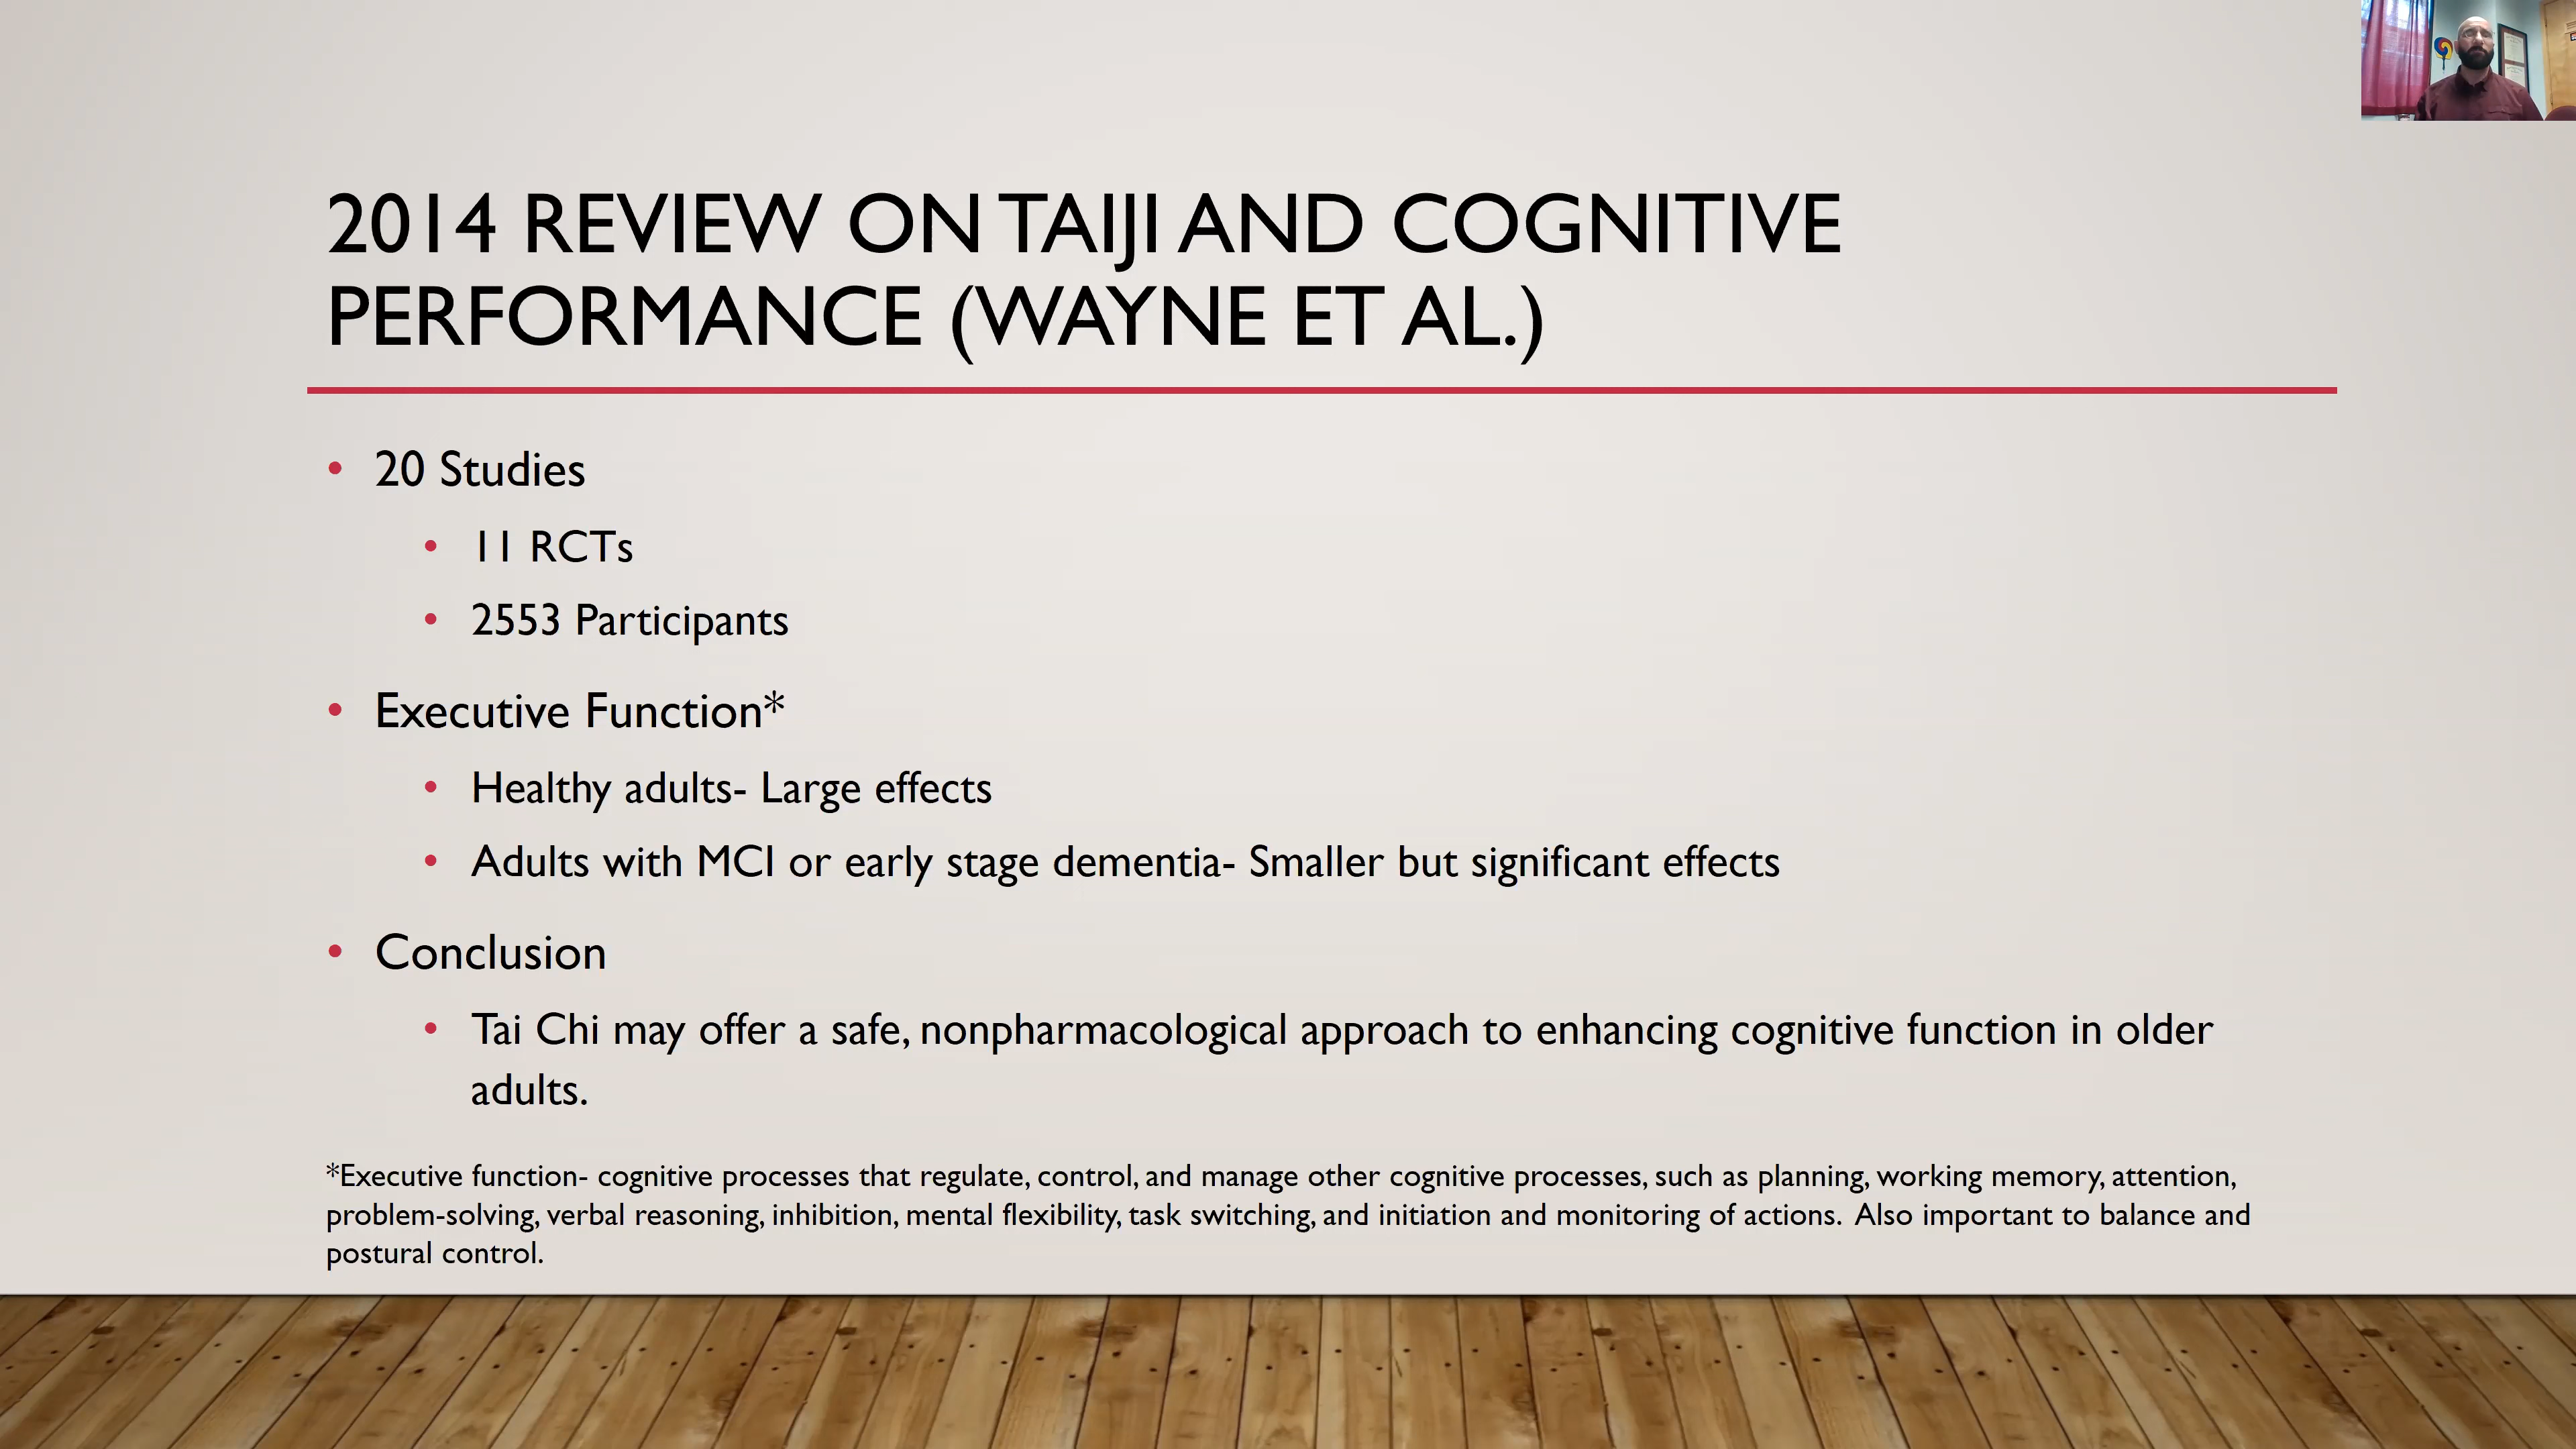 2014 REVIEW ON TAIJI AND COGNITIVE
PERFORMANCE (WAYNE ET AL.)
• 20 Studies
• 11 RCTs
• 2553 Participants
• Executive Function*
• Healthy adults- Large effects
• Adults with MCI or early stage dementia- Smaller but significant effects
• Conclusion
• Tai Chi may offer a safe, nonpharmacological approach to enhancing cognitive function in older
adults.
*Executive function- cognitive processes that regulate, control, and manage other cognitive processes, such as planning, working memory, attention,
problem-solving, verbal reasoning, inhibition, mental flexibility, task switching, and initiation and monitoring of actions. Also important to balance and
postural control.